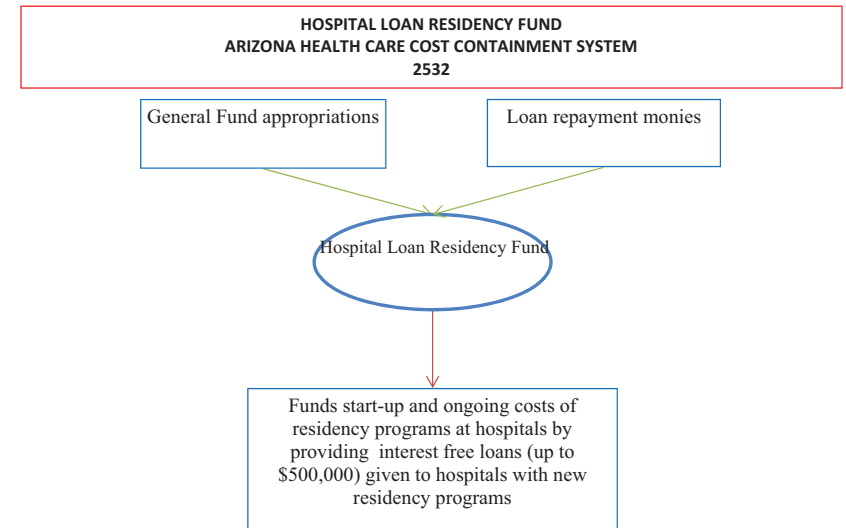 HOSPITAL LOAN RESIDENCY FUND
ARIZONA HEALTH CARE COST CONTAINMENT SYSTEM
2532
General Fund appropriations
Loan repayment monies
Hospital Loan Residency Fund
Funds start-up and ongoing costs of
residency programs at hospitals by
providing  interest free loans (up to
$500,000) given to hospitals with new
residency programs